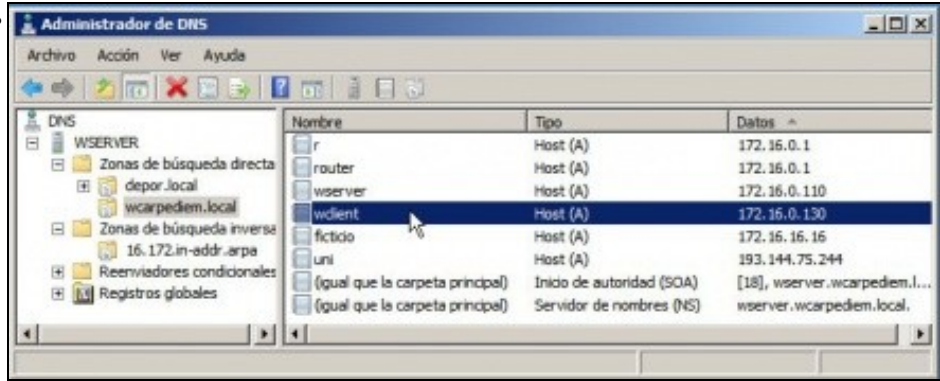 Administrador de DNS
Archivo Acción Ver Ayuda
DNS
WSERVER
Zonas de búsqueda directa
depor.local
wcarpediem.local
Zonas de búsqueda inversa
16.172.in-addr.arpa
Reenviadores condicionales
Registros globales
Nombre Tipo Datos
r Host (A) 172.16.0.1
router Host (A) 172.16.0.1
wserver Host (A) 172.16.0.110
wclient Host (A) 172.16.0.130
ficticio Host (A) 172.16.16.16
uni Host (A) 193.144.75.244
(igual que la carpeta principal) Inicio de autoridad (SOA) [18], wserver.wcarpediem.l...
(igual que la carpeta principal) Servidor de nombres (NS) wserver.wcarpediem.local.